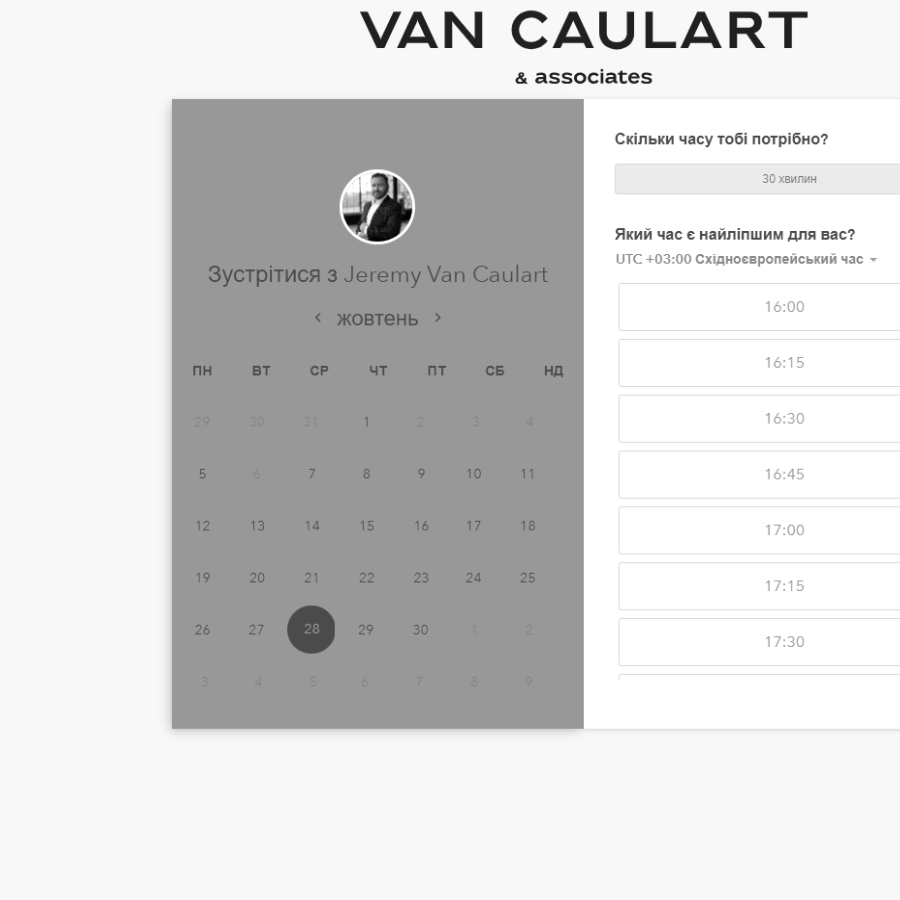 VAN CAULART
& associates
Зустрітися з Jeremy Van Caulart
жовтень
ПН ВТ СР ЧТ ПТ СБ НД
29 30 31 1 2 3 4
5 6 7 8 9 10 11
12 13 14 15 16 17 18
19 20 21 22 23 24 25
26 27 28 29 30 1 2
3 4 5 6 7 8 9
Скільки часу тобі потрібно?
30 хвилин
Який час є найліпшим для вас?
UTC +03:00 Східноєвропейський час
16:00
16:15
16:30
16:45
17:00
17:15
17:30